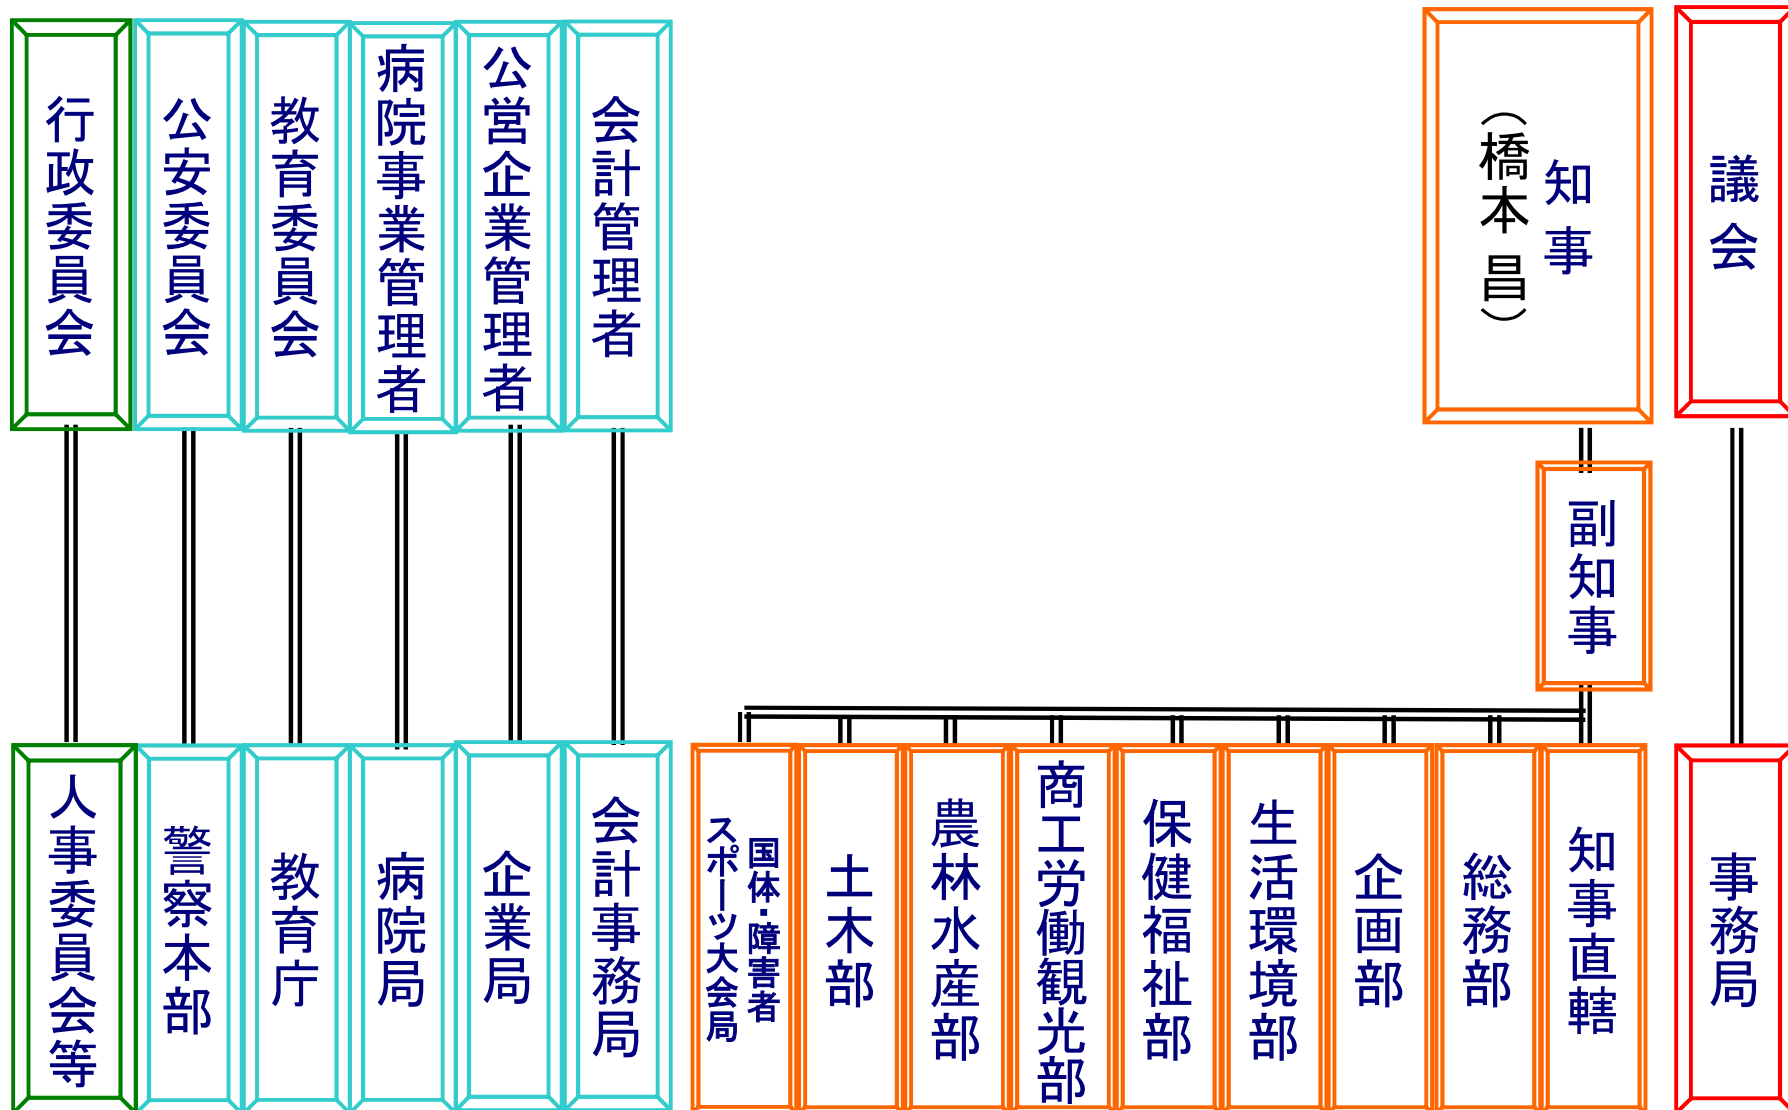 議会
知事
（橋本 昌）
会計管理者
公営企業管理者
病院事業管理者
教育委員会
公安委員会
行政委員会
副知事
事務局
知事直轄
総務部
企画部
生活環境部
保健福祉部
商工労働観光部
農林水産部
土木部
国体・障害者
スポーツ大会局
会計事務局
企業局
病院局
教育庁
警察本部
人事委員会等